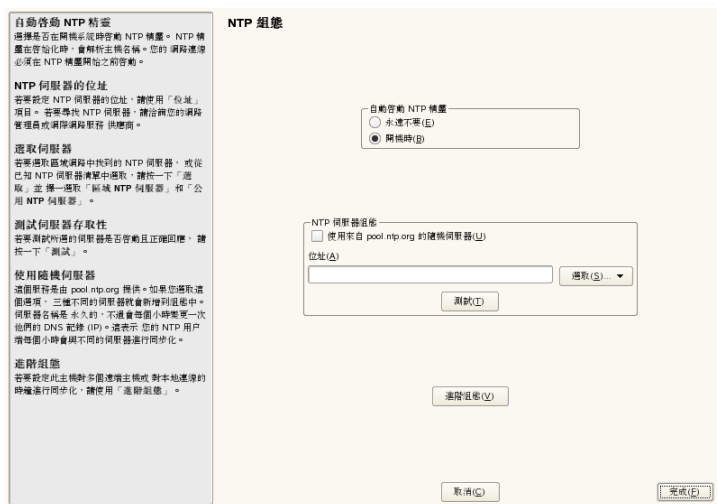 自動啓動 NTP 精靈
選擇是否在開機系統時啓動 NTP 精靈。 NTP 精
靈在啓始化時，會解析主機名稱。您的 網路連線
必須在 NTP 精靈開始之前啓動。
NTP 伺服器的位址
若要設定 NTP 伺服器的位址，請使用「位址」
項目。 若要尋找 NTP 伺服器，請洽詢您的網路
管理員或網際網路服務 供應商。
選取伺服器
若要選取區域網路中找到的 NTP 伺服器， 或從
已知 NTP 伺服器清單中選取，請按一下「選
取」並 擇一選取「區域 NTP 伺服器」和「公
用 NTP 伺服器」。
測試伺服器存取性
若要測試所選的伺服器是否啓動且正確回應， 請
按一下「測試」。
使用隨機伺服器
這個服務是由 pool.ntp.org 提供。如果您選取這
個選項， 三種不同的伺服器就會新增到組態中。
伺服器名稱是 永久的，不過會每個小時變更一次
他們的 DNS 記錄 (IP)。這表示 您的 NTP 用戶
端每個小時會與不同的伺服器進行同步化。
進階組態
若要設定此主機對多個遠端主機或 對本地連線的
時鐘進行同步化，請使用「進階組態」。
NTP 組態
自動啓動 NTP 精靈
永遠不要(E)
開機時(B)
NTP 伺服器組態
使用來自 pool.ntp.org 的隨機伺服器(U)
位址(A)
選取(S)...
測試(T)
進階組態(V)
取消(C)
完成(F)